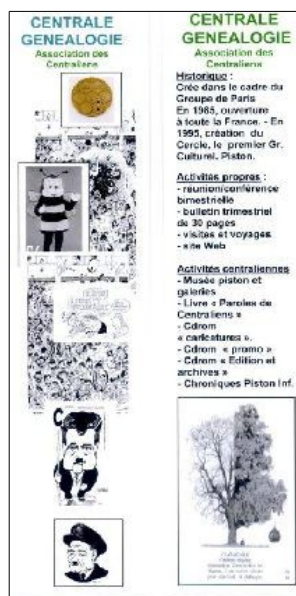 CENTRALE
GENEALOGIE
Association des
Centraliens
CENTRALE
GENEALOGIE
Association des
Centraliens
Historique :
Crée dans le cadre du
Groupe de Paris
En 1985, ouverture
à toute la France. - En
1995, création du
Cercle, le premier Gr.
Culturel. Piston.
Activités propres :
- réunion/conférence
bimestrielle
- bulletin trimestriel
de 30 pages
- visites et voyages
- site Web
Activités centraliennes
- Musée piston et
galeries
- Livre « Paroles de
Centraliens »
- Cdrom
« caricatures ».
- Cdrom « promo »
- Cdrom « Edition et
archives »
- Chroniques Piston Inf.